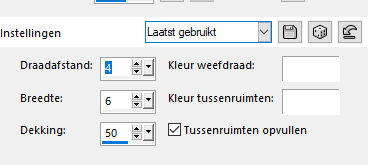 Instellingen Laatst gebruikt
Draadafstand: 4 Kleur weefdraad:
Breedte: 6 Kleur tussenruimten:
Dekking: 50 Tussenruimten opvullen